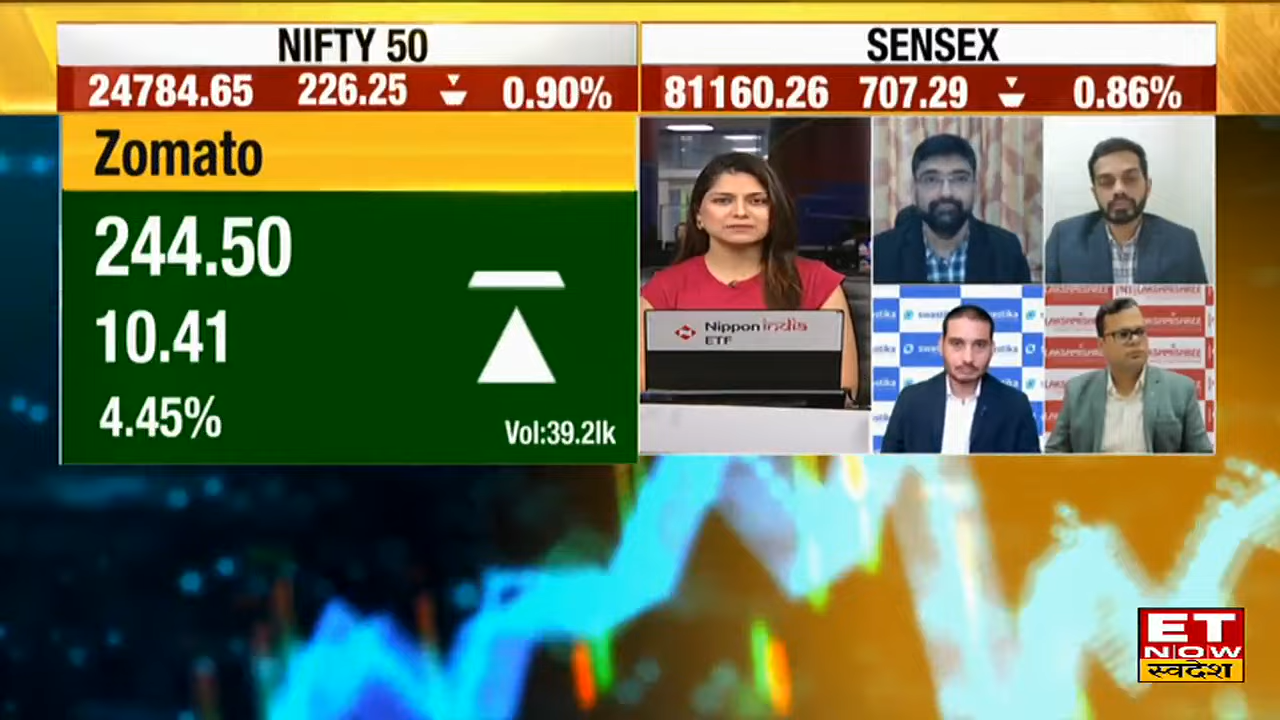 NIFTY 50
24784.65 226.25 0.90%
SENSEX
81160.26 707.29 0.86%
Zomato
244.50
10.41
4.45%
Vol:39.2lk
Nippon india
ETF
swastika
LAKSHMISHREE
ET
NOW
स्वदेश